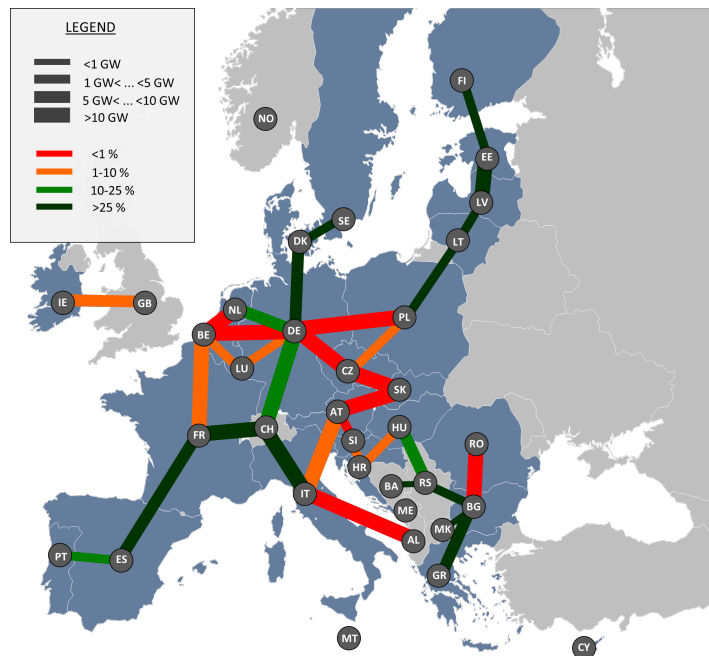 LEGEND
<1 GW
1 GW< ... <5 GW
5 GW< ... <10 GW
>10 GW
<1 %
1-10 %
10-25 %
>25 %
FI
NO
EE
LV
SE
DK
LT
IE
GB
NL
PL
BE
DE
LU
CZ
SK
AT
FR
CH
HU
SI
RO
HR
BA
RS
IT
ME
BG
MK
AL
PT
ES
GR
MT
CY